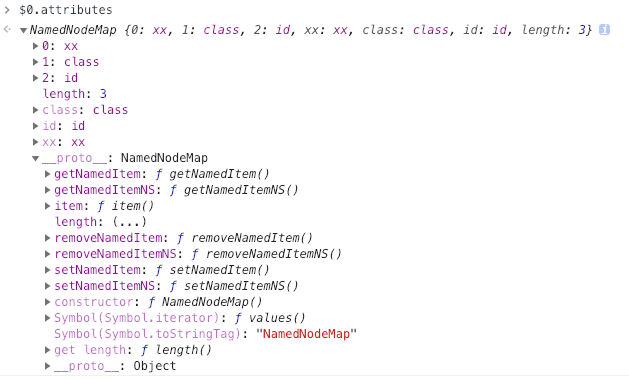 $0.attributes
NamedNodeMap {0: xx, 1: class, 2: id, xx: xx, class: class, id: id, length: 3}
0: xx
1: class
2: id
length: 3
class: class
id: id
xx: xx
__proto__: NamedNodeMap
getNamedItem: ƒ getNamedItem()
getNamedItemNS: ƒ getNamedItemNS()
item: ƒ item()
length: (...)
removeNamedItem: ƒ removeNamedItem()
removeNamedItemNS: ƒ removeNamedItemNS()
setNamedItem: ƒ setNamedItem()
setNamedItemNS: ƒ setNamedItemNS()
constructor: ƒ NamedNodeMap()
Symbol(Symbol.iterator): ƒ values()
Symbol(Symbol.toStringTag): "NamedNodeMap"
get length: ƒ length()
__proto__: Object